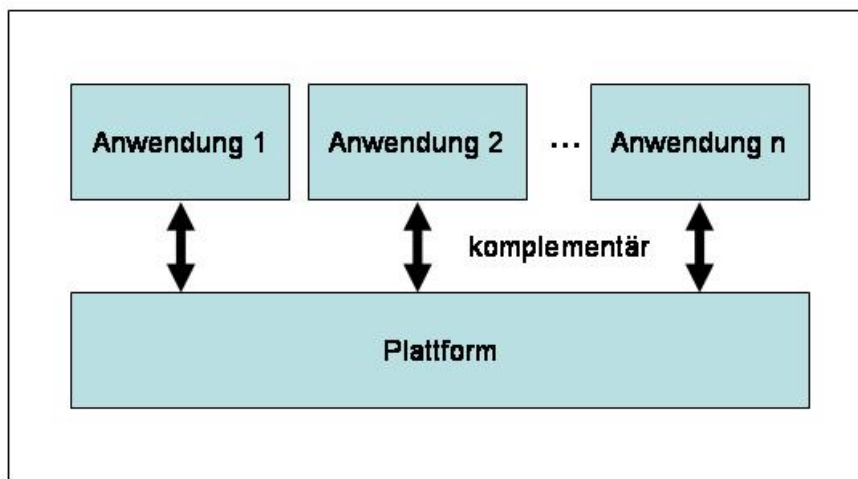 Anwendung 1
Anwendung 2
...
Anwendung n
komplementär
Plattform